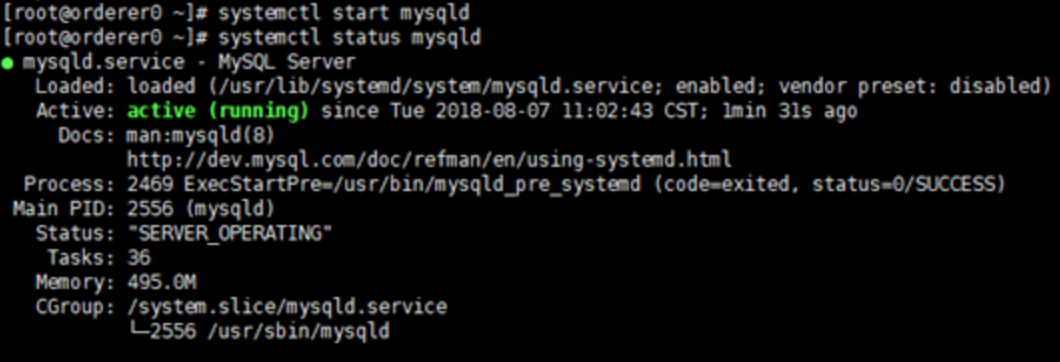 [root@orderer0 ~]# systemctl start mysqld
[root@orderer0 ~]# systemctl status mysqld
● mysqld.service - MySQL Server
   Loaded: loaded (/usr/lib/systemd/system/mysqld.service; enabled; vendor preset: disabled)
   Active: active (running) since Tue 2018-08-07 11:02:43 CST; 1min 31s ago
     Docs: man:mysqld(8)
           http://dev.mysql.com/doc/refman/en/using-systemd.html
  Process: 2469 ExecStartPre=/usr/bin/mysqld_pre_systemd (code=exited, status=0/SUCCESS)
 Main PID: 2556 (mysqld)
   Status: "SERVER_OPERATING"
    Tasks: 36
   Memory: 495.0M
   CGroup: /system.slice/mysqld.service
           └─2556 /usr/sbin/mysqld